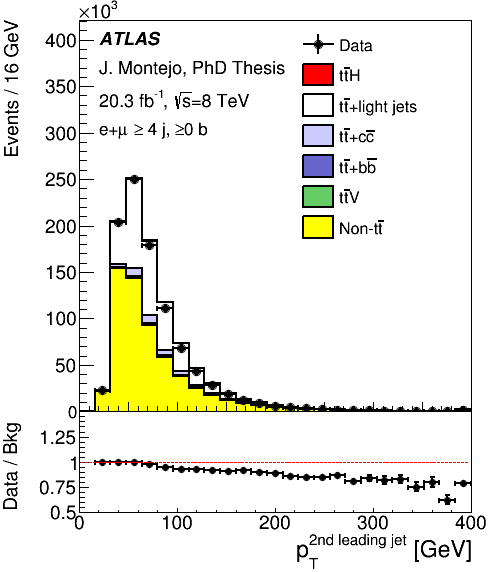 ×10³
Events / 16 GeV
400
350
300
250
200
150
100
50
0
ATLAS
J. Montejo, PhD Thesis
20.3 fb⁻¹, √s=8 TeV
e+μ ≥ 4 j, ≥0 b
Data
tt̄H
tt̄+light jets
tt̄+cc̄
tt̄+bb̄
tt̄V
Non-tt̄
Data / Bkg
1.25
1
0.75
0.5
0 100 200 300 400
p_T^2nd leading jet [GeV]